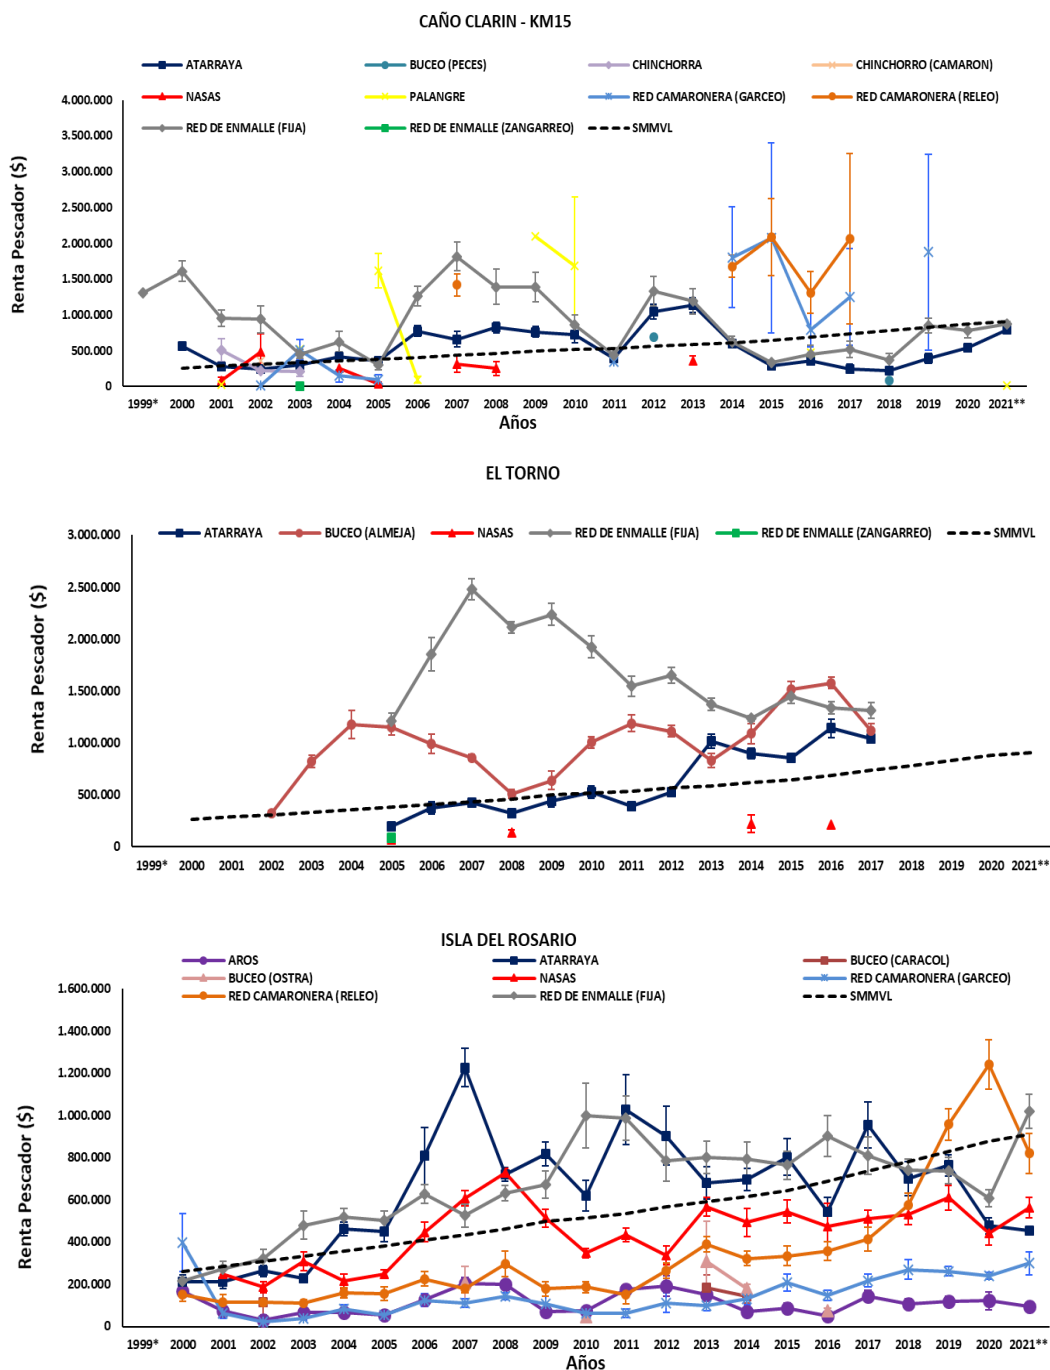 CAÑO CLARIN - KM15
ATARRAYA BUCEO (PECES) CHINCHORRA CHINCHORRO (CAMARON)
NASAS PALANGRE RED CAMARONERA (GARCEO) RED CAMARONERA (RELEO)
RED DE ENMALLE (FIJA) RED DE ENMALLE (ZANGARREO) SMMVL
Renta Pescador ($)
4.000.000
3.500.000
3.000.000
2.500.000
2.000.000
1.500.000
1.000.000
500.000
0
1999* 2000 2001 2002 2003 2004 2005 2006 2007 2008 2009 2010 2011 2012 2013 2014 2015 2016 2017 2018 2019 2020 2021**
Años
EL TORNO
ATARRAYA BUCEO (ALMEJA) NASAS RED DE ENMALLE (FIJA) RED DE ENMALLE (ZANGARREO) SMMVL
Renta Pescador ($)
3.000.000
2.500.000
2.000.000
1.500.000
1.000.000
500.000
0
1999* 2000 2001 2002 2003 2004 2005 2006 2007 2008 2009 2010 2011 2012 2013 2014 2015 2016 2017 2018 2019 2020 2021**
ISLA DEL ROSARIO
AROS ATARRAYA BUCEO (CARACOL)
BUCEO (OSTRA) NASAS RED CAMARONERA (GARCEO)
RED CAMARONERA (RELEO) RED DE ENMALLE (FIJA) SMMVL
Renta Pescador ($)
1.600.000
1.400.000
1.200.000
1.000.000
800.000
600.000
400.000
200.000
0
1999* 2000 2001 2002 2003 2004 2005 2006 2007 2008 2009 2010 2011 2012 2013 2014 2015 2016 2017 2018 2019 2020 2021**
Años